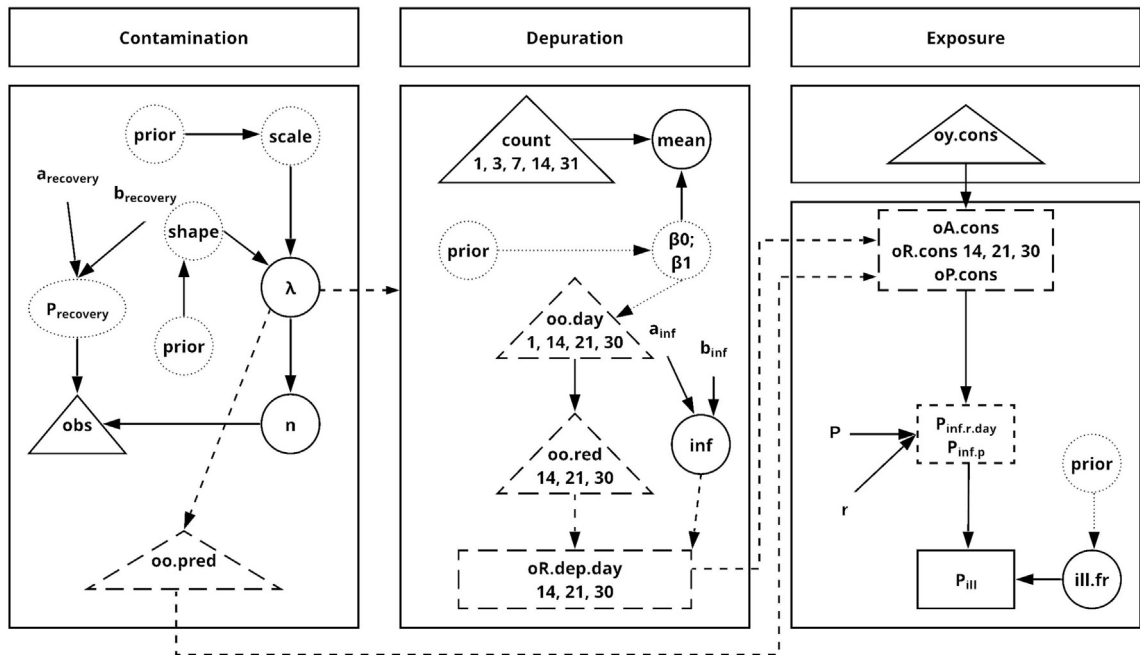 Contamination
Depuration
Exposure
prior
scale
a_recovery
b_recovery
shape
P_recovery
λ
prior
obs
n
oo.pred
count
1, 3, 7, 14, 31
mean
prior
β0;
β1
oo.day
1, 14, 21, 30
a_inf
b_inf
oo.red
14, 21, 30
inf
oR.dep.day
14, 21, 30
oy.cons
oA.cons
oR.cons 14, 21, 30
oP.cons
P
r
P_inf.r.day
P_inf.p
prior
P_ill
ill.fr